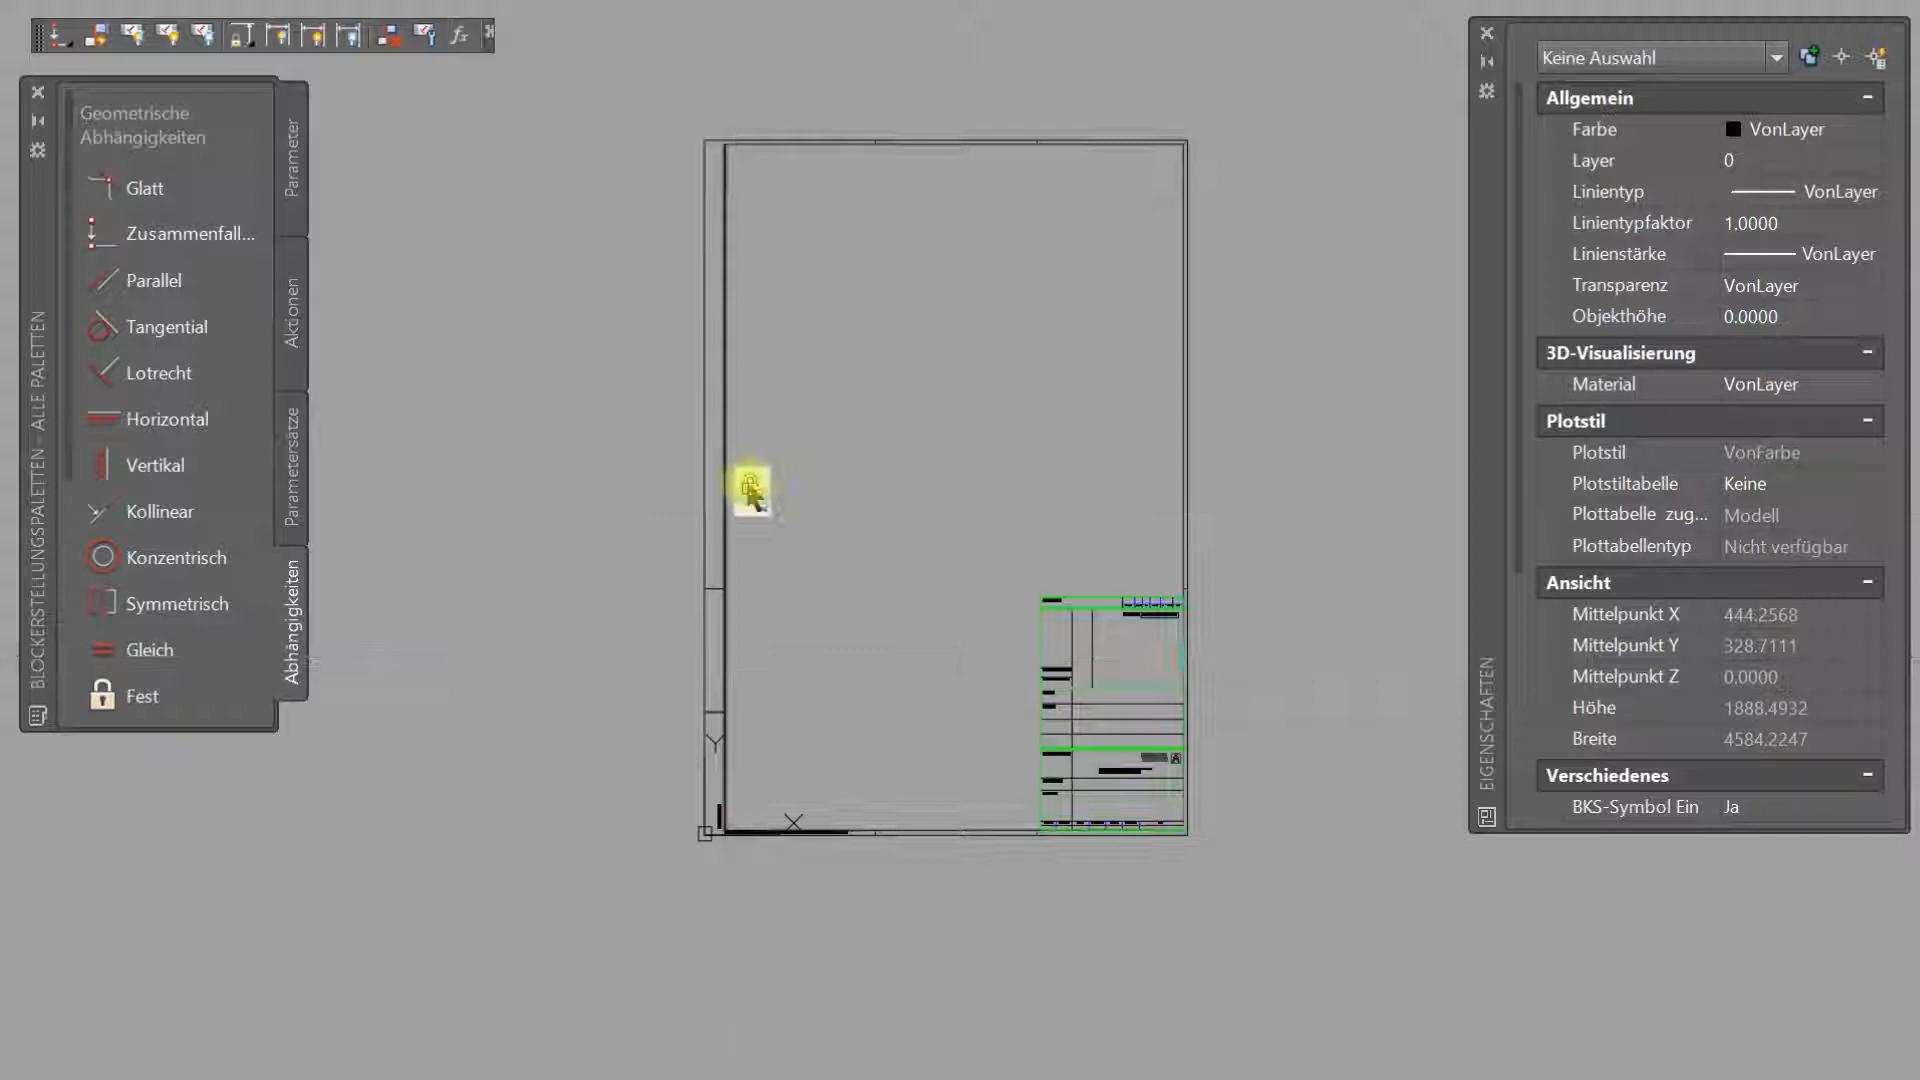 fx
Geometrische
Abhängigkeiten
Glatt
Zusammenfall...
Parallel
Tangential
Lotrecht
Horizontal
Vertikal
Kollinear
Konzentrisch
Symmetrisch
Gleich
Fest
Parameter
Aktionen
Parametersätze
Abhängigkeiten
BLOCKERSTELLUNGSPALETTEN - ALLE PALETTEN
Y
X
Keine Auswahl
Allgemein
Farbe VonLayer
Layer 0
Linientyp VonLayer
Linientypfaktor 1.0000
Linienstärke VonLayer
Transparenz VonLayer
Objekthöhe 0.0000
3D-Visualisierung
Material VonLayer
Plotstil
Plotstil VonFarbe
Plotstiltabelle Keine
Plottabelle zug... Modell
Plottabellentyp Nicht verfügbar
Ansicht
Mittelpunkt X 444.2568
Mittelpunkt Y 328.7111
Mittelpunkt Z 0.0000
Höhe 1888.4932
Breite 4584.2247
Verschiedenes
BKS-Symbol Ein Ja
EIGENSCHAFTEN